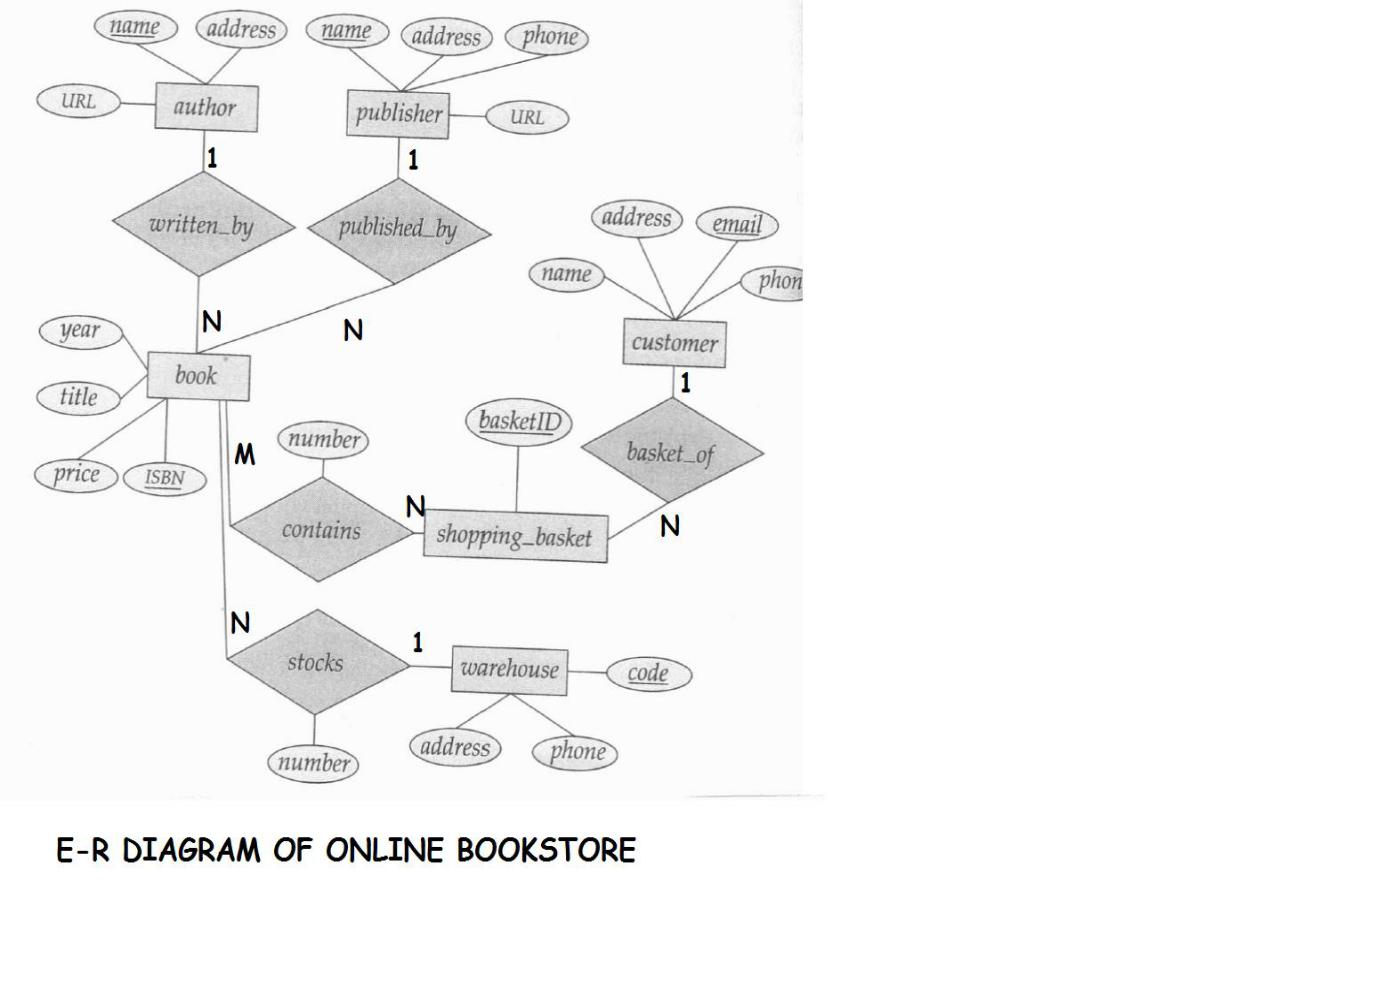 name address name address phone
URL author publisher URL
1 1
written_by published_by
address email
name phon
N N
year
book customer
1
title
basketID
number
M basket_of
price ISBN
N
contains shopping_basket
N
N 1
stocks warehouse code
address phone
number
E-R DIAGRAM OF ONLINE BOOKSTORE